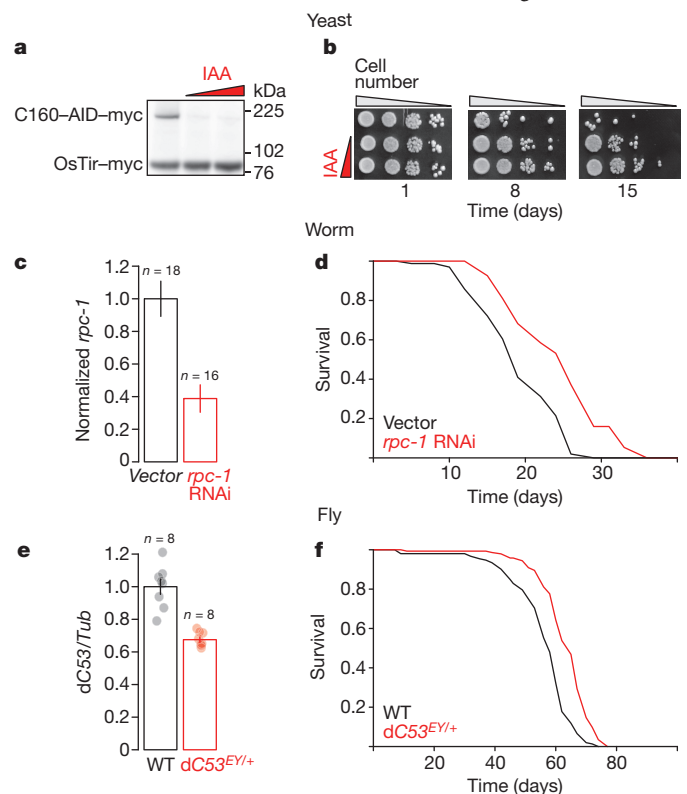 Yeast
a
IAA
kDa
C160–AID–myc
225
102
OsTir–myc
76
b
Cell
number
IAA
1 8 15
Time (days)
Worm
c
1.2
1.0
0.8
0.6
0.4
0.2
0
Normalized rpc-1
n = 18
n = 16
Vector rpc-1
RNAi
d
0.8
0.6
0.4
0.2
Survival
Vector
rpc-1 RNAi
10 30
Time (days)
Fly
e
1.2
1.0
0.8
0.6
0.4
0.2
0
dC53/Tub
n = 8
n = 8
WT dC53EY/+
f
0.8
0.6
0.4
0.2
Survival
WT
dC53EY/+
20 40 60 80
Time (days)